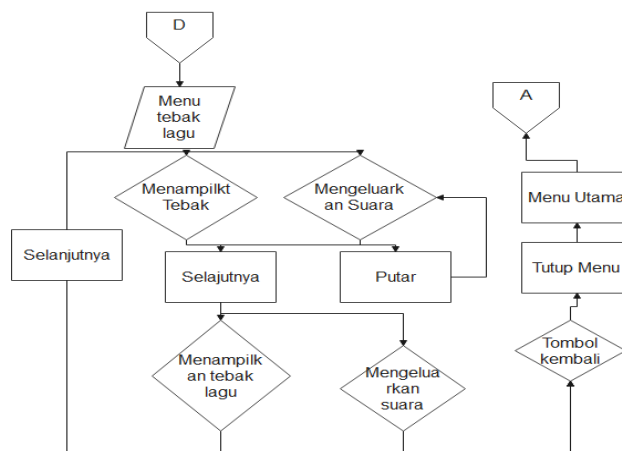 D
Menu
tebak
lagu
A
Menampilkt
Tebak
Mengeluark
an Suara
Menu Utama
Selanjutnya
Selajutnya
Putar
Tutup Menu
Menampilk
an tebak
lagu
Mengelua
rkan
suara
Tombol
kembali